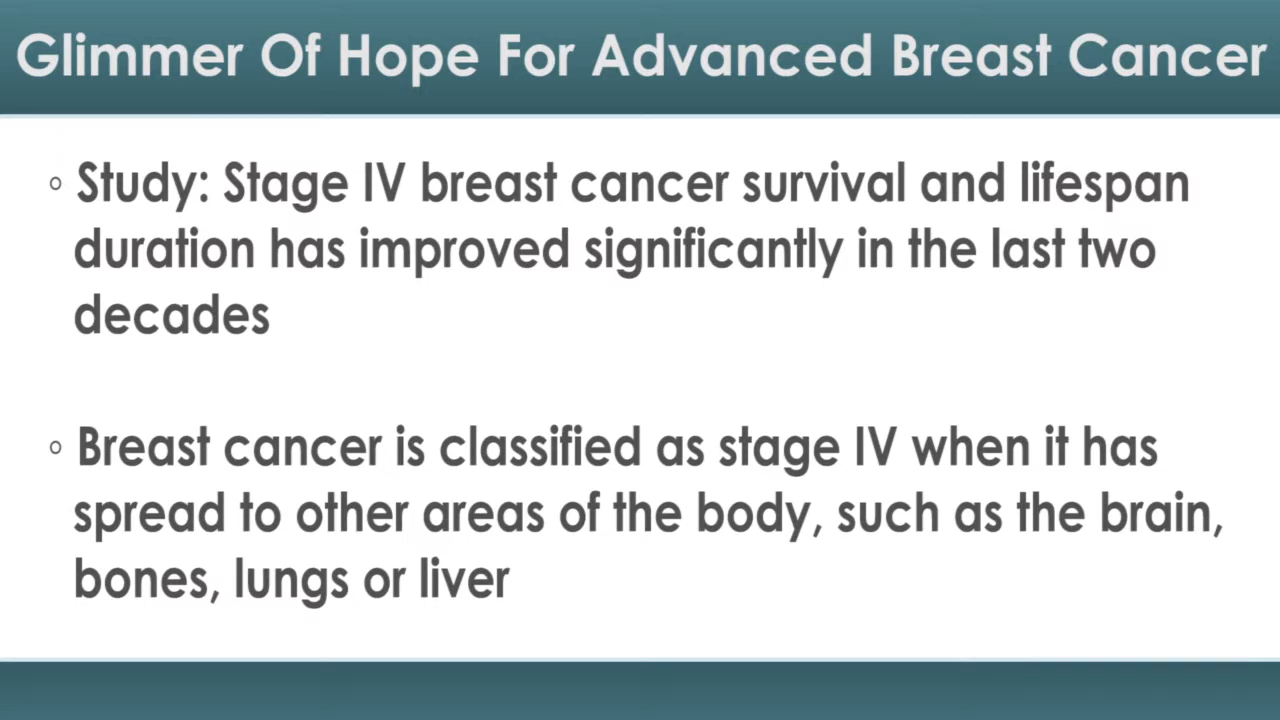 Glimmer Of Hope For Advanced Breast Cancer
◦ Study: Stage IV breast cancer survival and lifespan
duration has improved significantly in the last two
decades
◦ Breast cancer is classified as stage IV when it has
spread to other areas of the body, such as the brain,
bones, lungs or liver